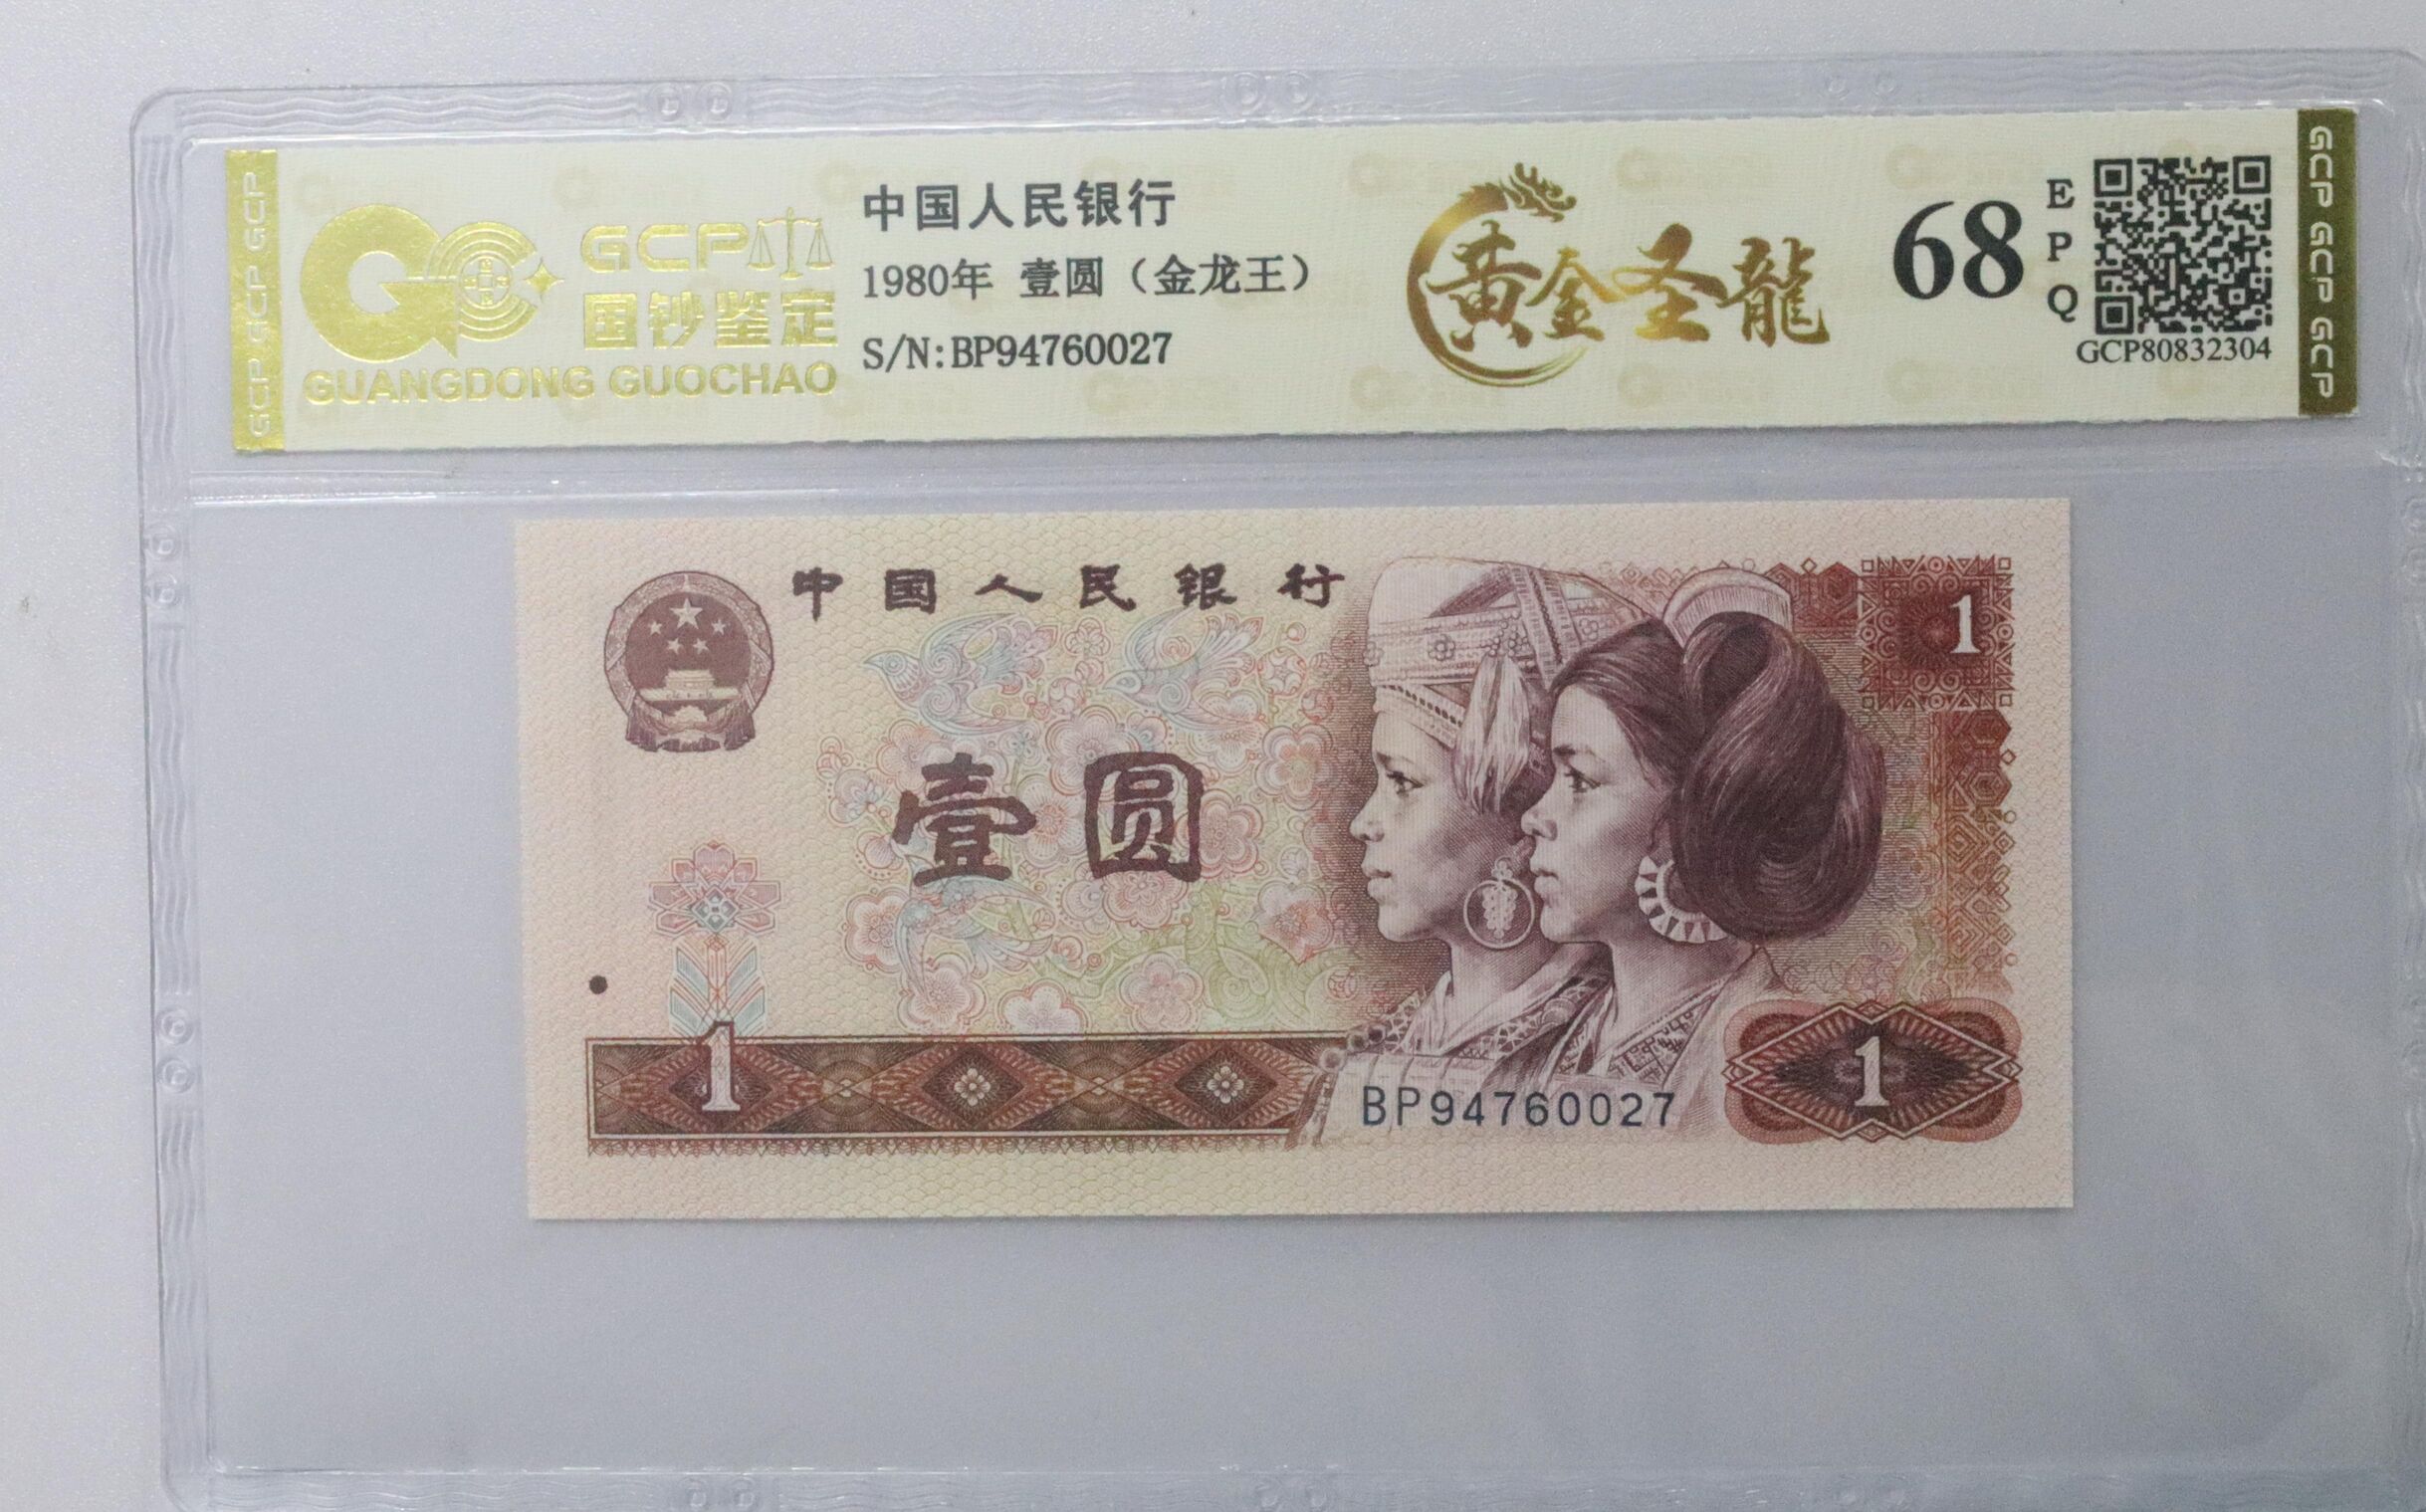 GCP GCP GCP
GCP
国钞鉴定
GUANGDONG GUOCHAO
中国人民银行
1980年 壹圆（金龙王）
S/N:BP94760027
黄金圣龍
68
EPQ
GCP80832304
GCP GCP GCP
中国人民银行
1
壹圆
1
BP94760027
1